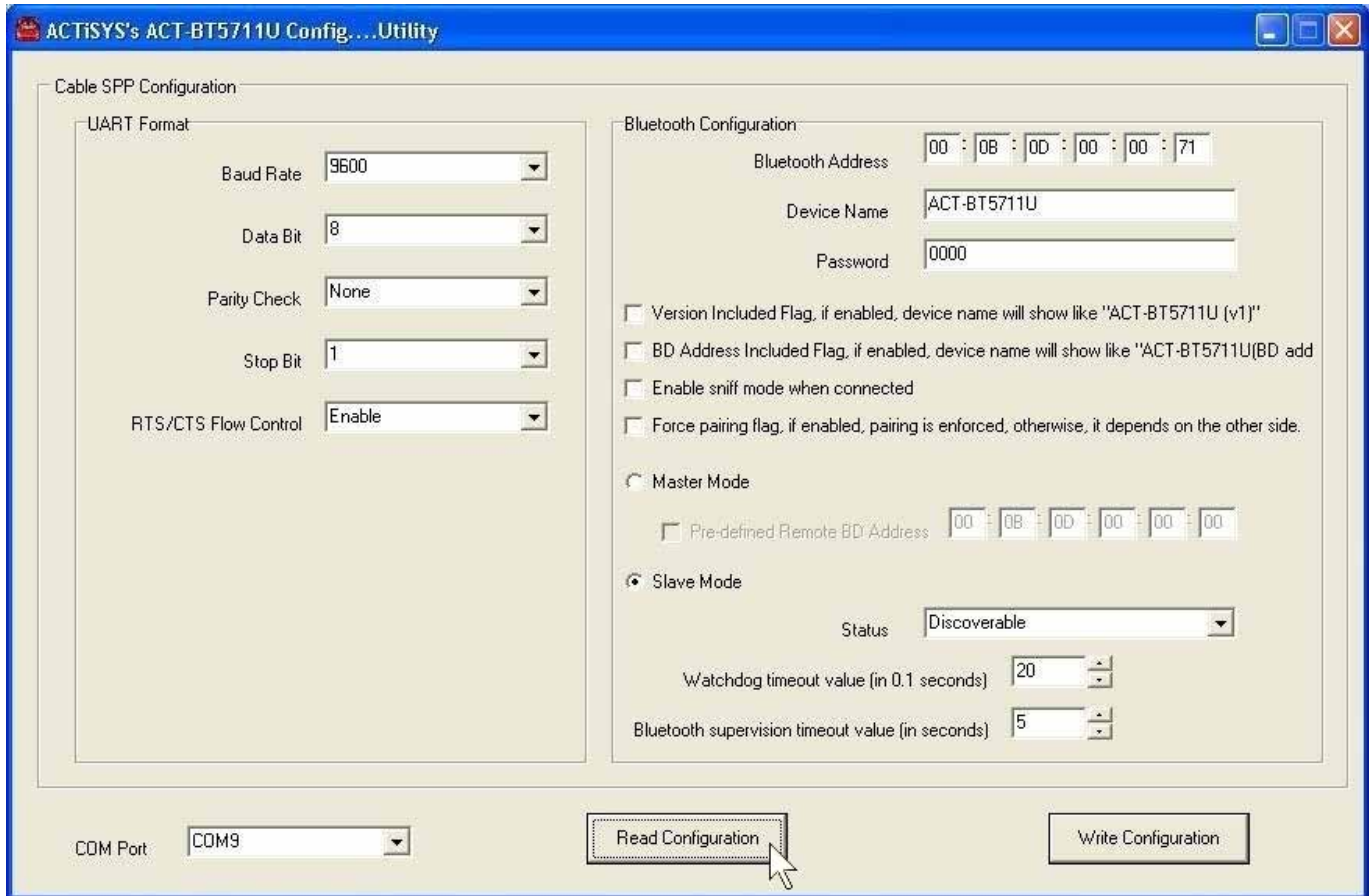 ACTiSYS's ACT-BT5711U Config....Utility
Cable SPP Configuration
UART Format
Baud Rate 9600
Data Bit 8
Parity Check None
Stop Bit 1
RTS/CTS Flow Control Enable
Bluetooth Configuration
Bluetooth Address 00 : 0B : 0D : 00 : 00 : 71
Device Name ACT-BT5711U
Password 0000
Version Included Flag, if enabled, device name will show like "ACT-BT5711U (v1)"
BD Address Included Flag, if enabled, device name will show like "ACT-BT5711U(BD add
Enable sniff mode when connected
Force pairing flag, if enabled, pairing is enforced, otherwise, it depends on the other side.
Master Mode
Pre-defined Remote BD Address 00 : 0B : 0D : 00 : 00 : 00
Slave Mode
Status Discoverable
Watchdog timeout value (in 0.1 seconds) 20
Bluetooth supervision timeout value (in seconds) 5
COM Port COM9
Read Configuration
Write Configuration